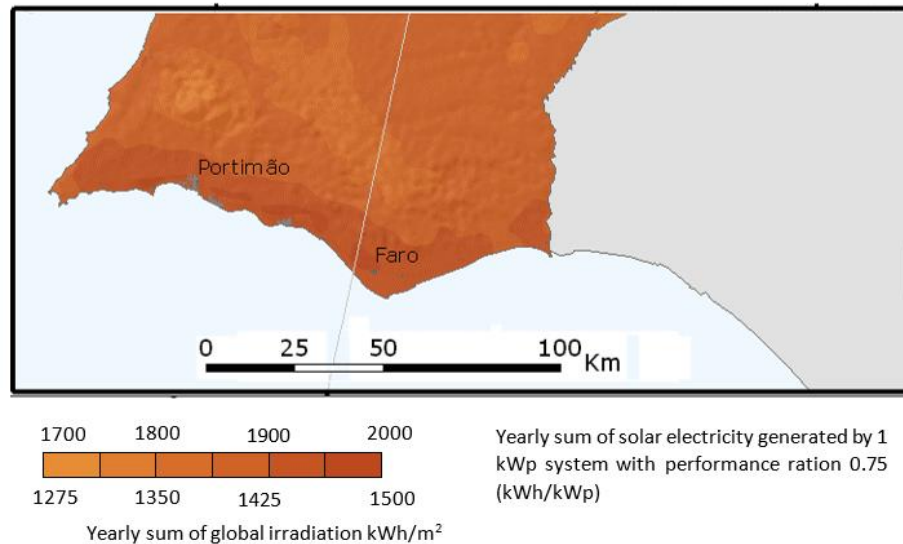 Portimão
Faro
0 25 50 100 Km
1700 1800 1900 2000
1275 1350 1425 1500
Yearly sum of global irradiation kWh/m²
Yearly sum of solar electricity generated by 1
kWp system with performance ration 0.75
(kWh/kWp)